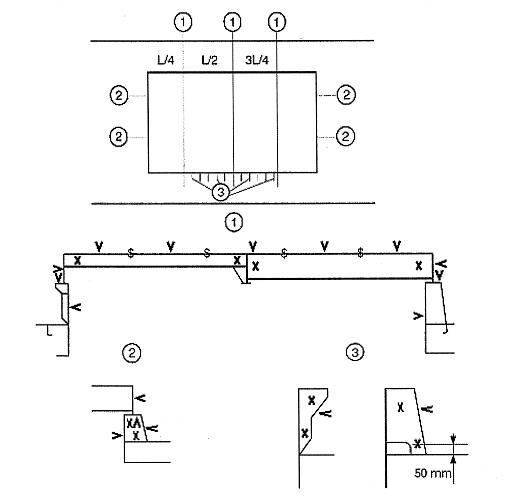 1 1 1
L/4 L/2 3L/4
2 2
2 2
3
1
V V V V V
$ $ $ $
X X X X
V V V V
V V
2 3
V X X V
X A V V X
X X
50 mm